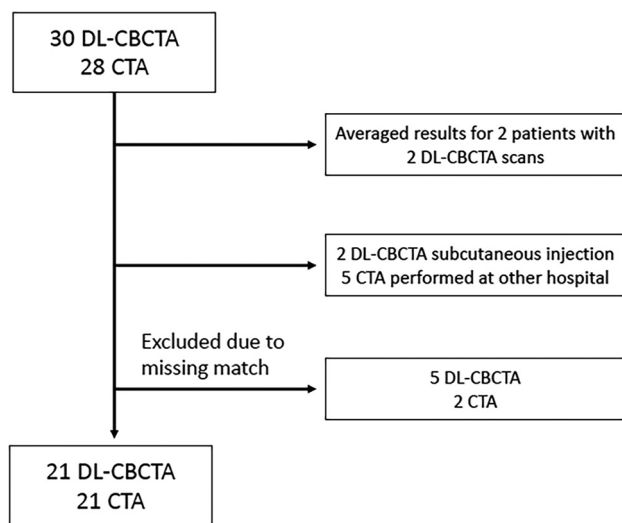 30 DL-CBCTA
28 CTA
Averaged results for 2 patients with
2 DL-CBCTA scans
2 DL-CBCTA subcutaneous injection
5 CTA performed at other hospital
Excluded due to
missing match
5 DL-CBCTA
2 CTA
21 DL-CBCTA
21 CTA